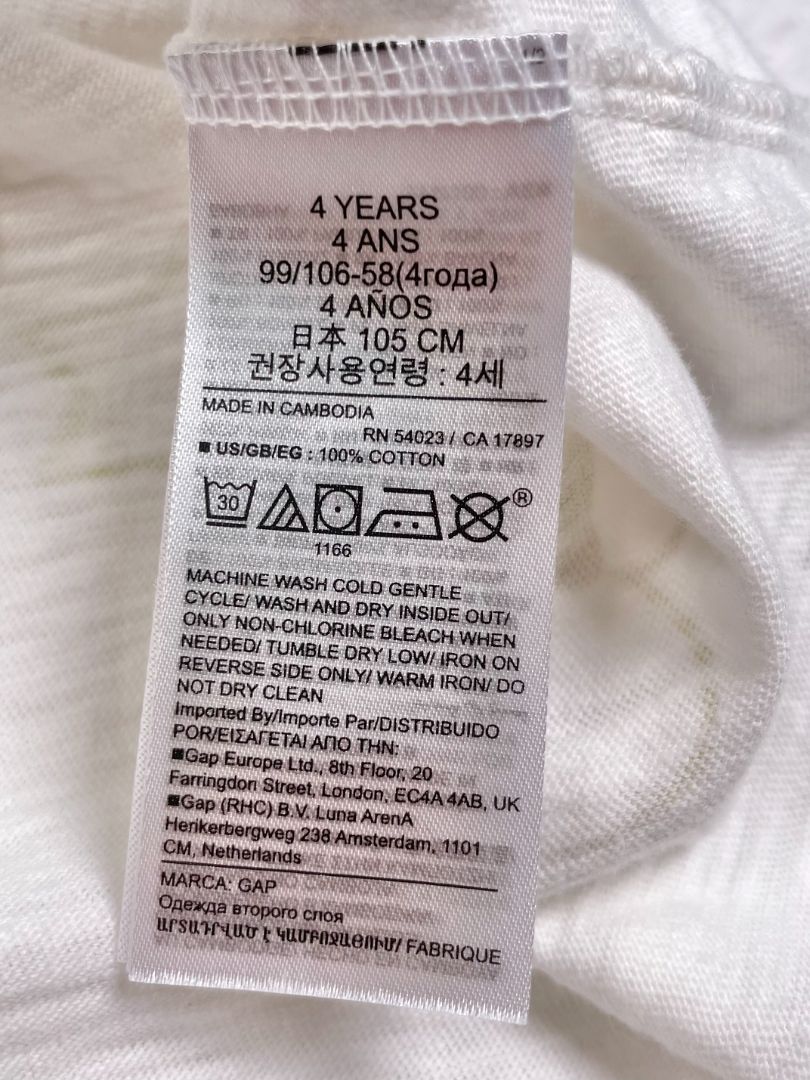 4 YEARS
4 ANS
99/106-58(4года)
4 AÑOS
日本 105 CM
권장사용연령 : 4세
MADE IN CAMBODIA
RN 54023 / CA 17897
■ US/GB/EG : 100% COTTON
30
®
1166
MACHINE WASH COLD GENTLE
CYCLE/ WASH AND DRY INSIDE OUT/
ONLY NON-CHLORINE BLEACH WHEN
NEEDED/ TUMBLE DRY LOW/ IRON ON
REVERSE SIDE ONLY/ WARM IRON/ DO
NOT DRY CLEAN
Imported By/Importe Par/DISTRIBUIDO
POR/ΕΙΣΑΓΕΤΑΙ ΑΠΟ ΤΗΝ:
■Gap Europe Ltd., 8th Floor, 20
Farringdon Street, London, EC4A 4AB, UK
■Gap (RHC) B.V. Luna ArenA
Herikerbergweg 238 Amsterdam, 1101
CM, Netherlands
MARCA: GAP
Одежда второго слоя
ԱՐՏԱԴՐՎԱԾ Է ԿԱՄԲՈՋԱՅՈՒՄ/ FABRIQUE